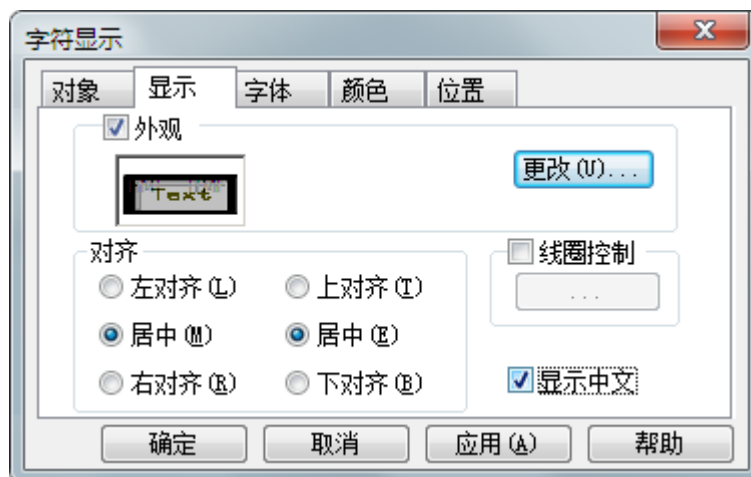 字符显示
对象 显示 字体 颜色 位置
外观
Text
更改(U)...
对齐
线圈控制
左对齐(L) 上对齐(T)
...
居中(M) 居中(E)
右对齐(R) 下对齐(B)
显示中文
确定 取消 应用(A) 帮助